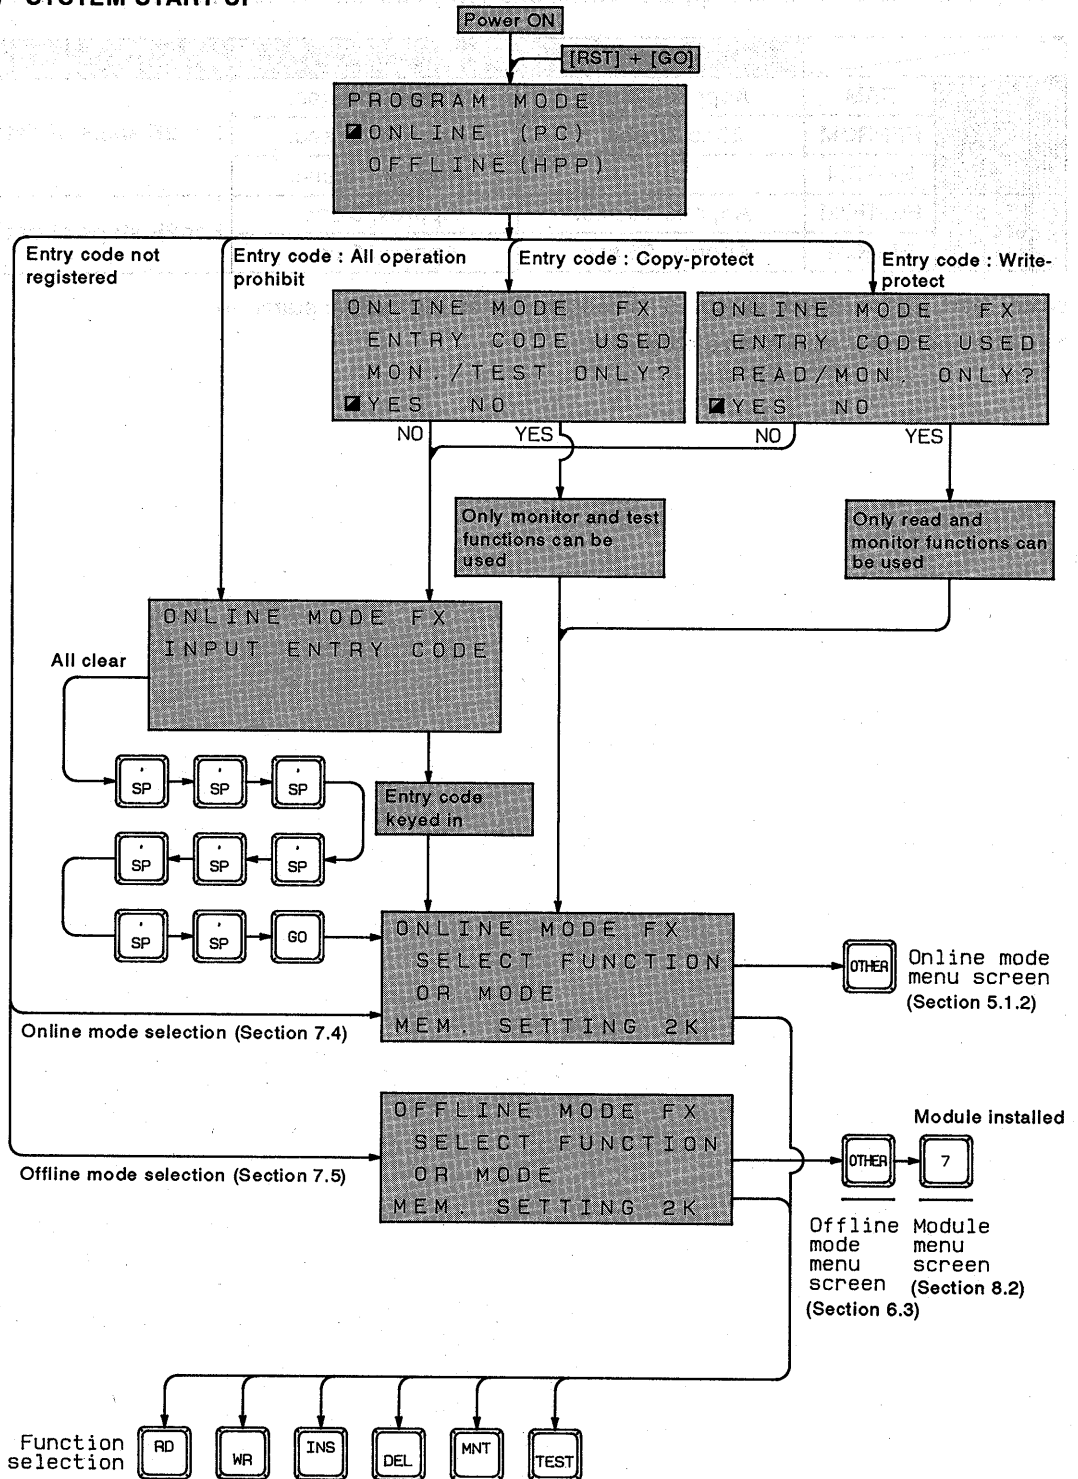 SYSTEM START UP
Power ON
[RST] + [GO]
PROGRAM MODE
ONLINE (PC)
OFFLINE (HPP)
Entry code not
registered
Entry code : All operation
prohibit
Entry code : Copy-protect
Entry code : Write-
protect
ONLINE MODE FX
ENTRY CODE USED
MON./TEST ONLY?
YES NO
ONLINE MODE FX
ENTRY CODE USED
READ/MON. ONLY?
YES NO
NO YES
NO YES
Only monitor and test
functions can be
used
Only read and
monitor functions can
be used
ONLINE MODE FX
INPUT ENTRY CODE
All clear
' SP
' SP
' SP
Entry code
keyed in
' SP
' SP
' SP
' SP
' SP
GO
ONLINE MODE FX
SELECT FUNCTION
OR MODE
MEM. SETTING 2K
OTHER
Online mode
menu screen
(Section 5.1.2)
Online mode selection (Section 7.4)
OFFLINE MODE FX
SELECT FUNCTION
OR MODE
MEM. SETTING 2K
Module installed
OTHER
7
Offline mode selection (Section 7.5)
Offline
mode
menu
screen
(Section 6.3)
Module
menu
screen
(Section 8.2)
Function
selection
RD
WR
INS
DEL
MNT
TEST